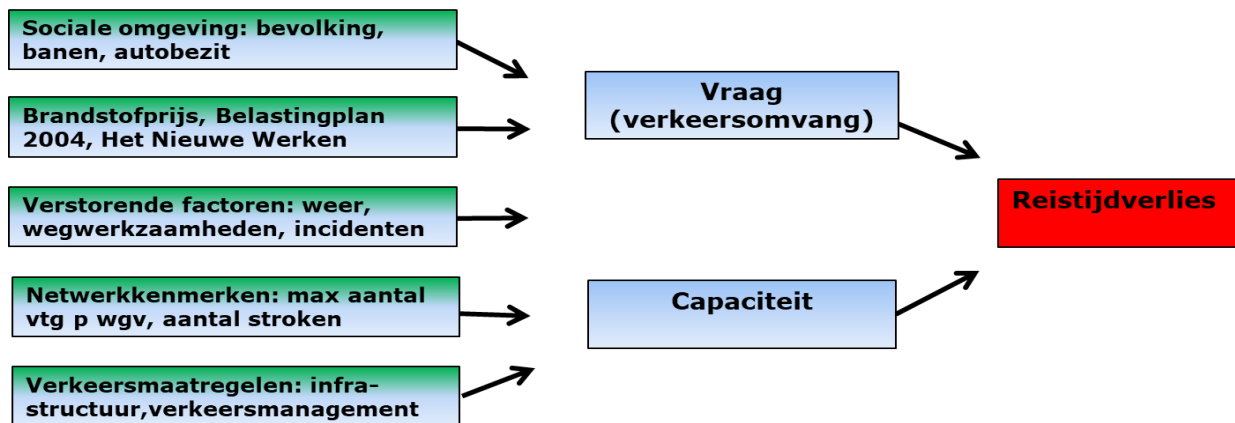 Sociale omgeving: bevolking,
banen, autobezit
Brandstofprijs, Belastingplan
2004, Het Nieuwe Werken
Verstorende factoren: weer,
wegwerkzaamheden, incidenten
Netwerkkenmerken: max aantal
vtg p wgv, aantal stroken
Verkeersmaatregelen: infra-
structuur,verkeersmanagement
Vraag
(verkeersomvang)
Capaciteit
Reistijdverlies